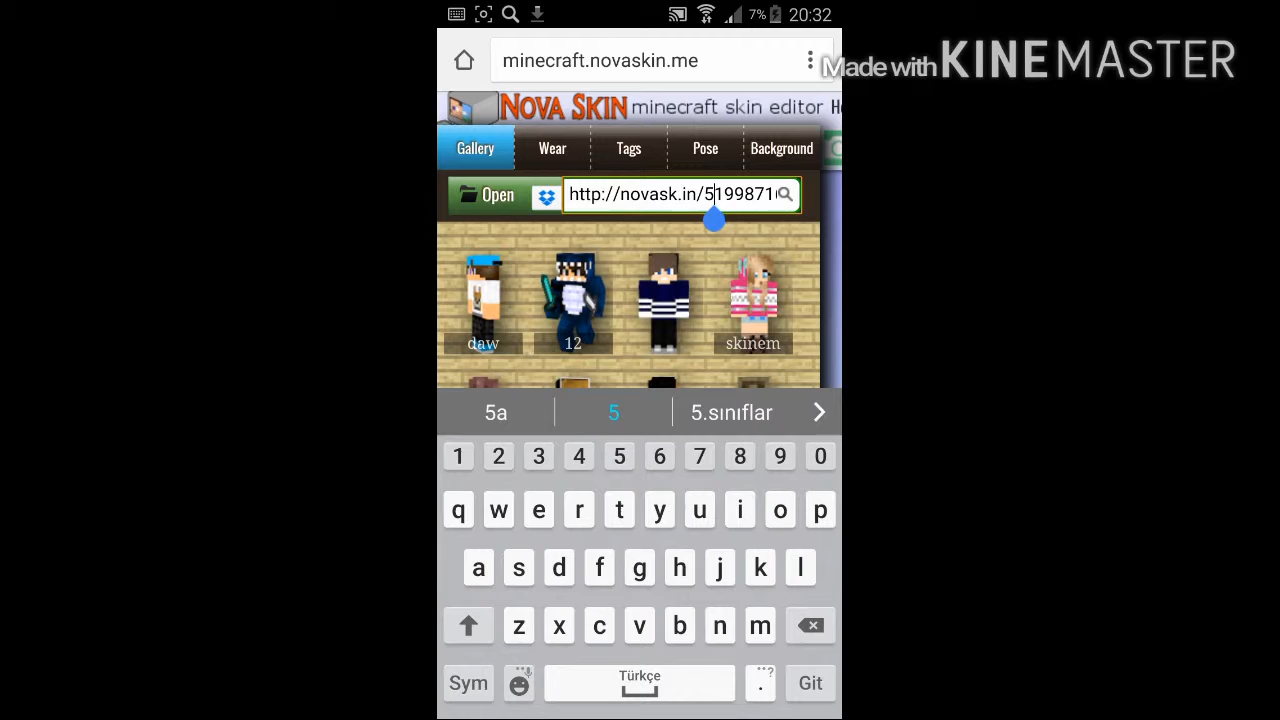 7% 20:32
minecraft.novaskin.me
Made with KINEMASTER
NOVA SKIN minecraft skin editor
Gallery Wear Tags Pose Background
Open http://novask.in/5199871
daw 12 skinem
5a 5 5.sınıflar
1 2 3 4 5 6 7 8 9 0
q w e r t y u i o p
a s d f g h j k l
z x c v b n m
Sym Türkçe . Git